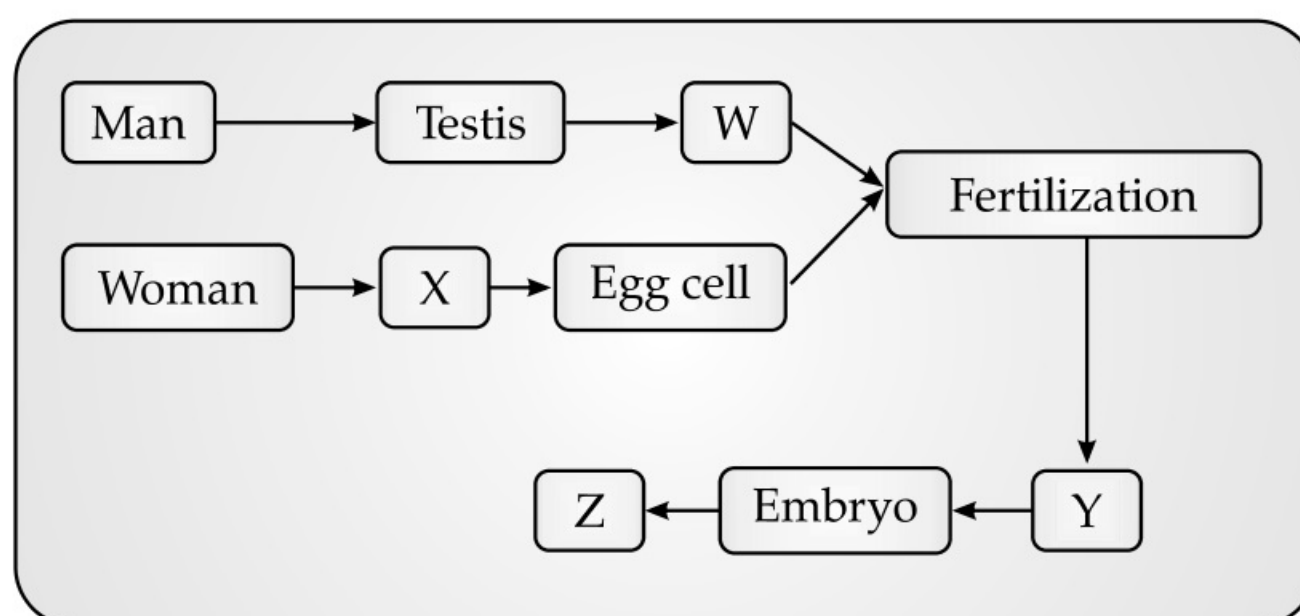 Man
Testis
W
Fertilization
Woman
X
Egg cell
Z
Embryo
Y